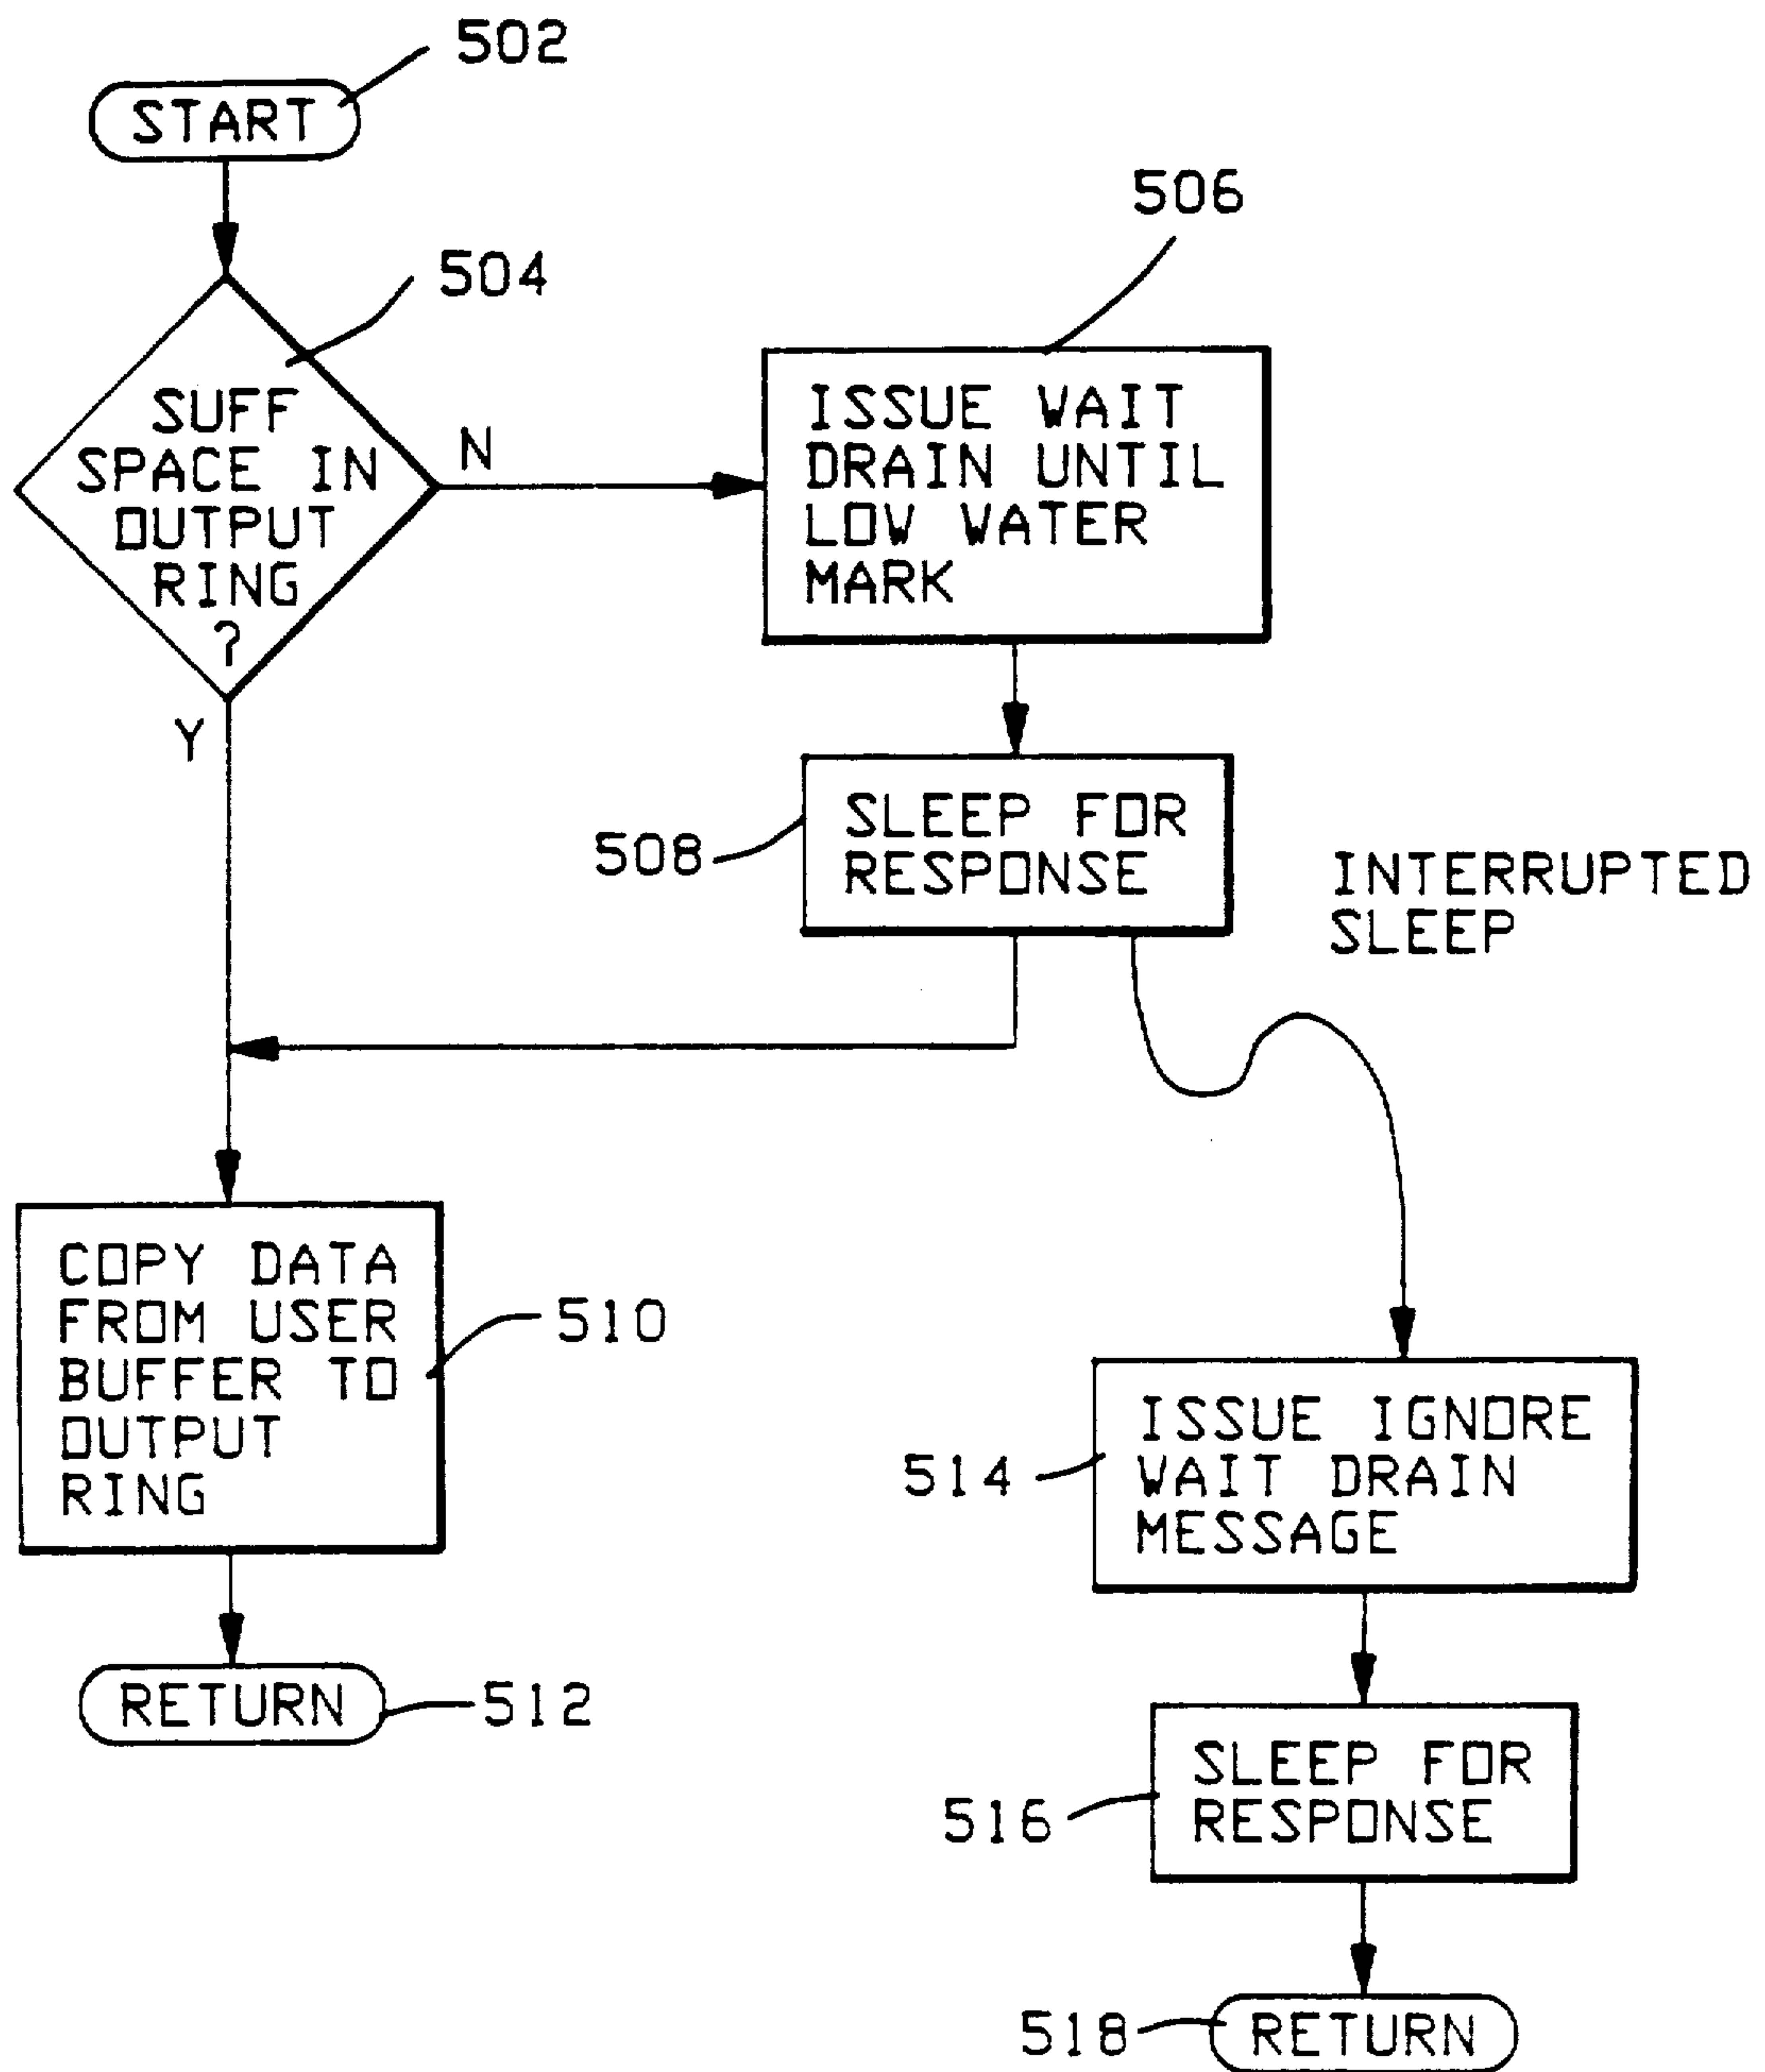 502
START
504
506
SUFF
SPACE IN
OUTPUT
RING
?
N
Y
ISSUE WAIT
DRAIN UNTIL
LOW WATER
MARK
508
SLEEP FOR
RESPONSE
INTERRUPTED
SLEEP
COPY DATA
FROM USER
BUFFER TO
OUTPUT
RING
510
RETURN
512
514
ISSUE IGNORE
WAIT DRAIN
MESSAGE
516
SLEEP FOR
RESPONSE
518
RETURN